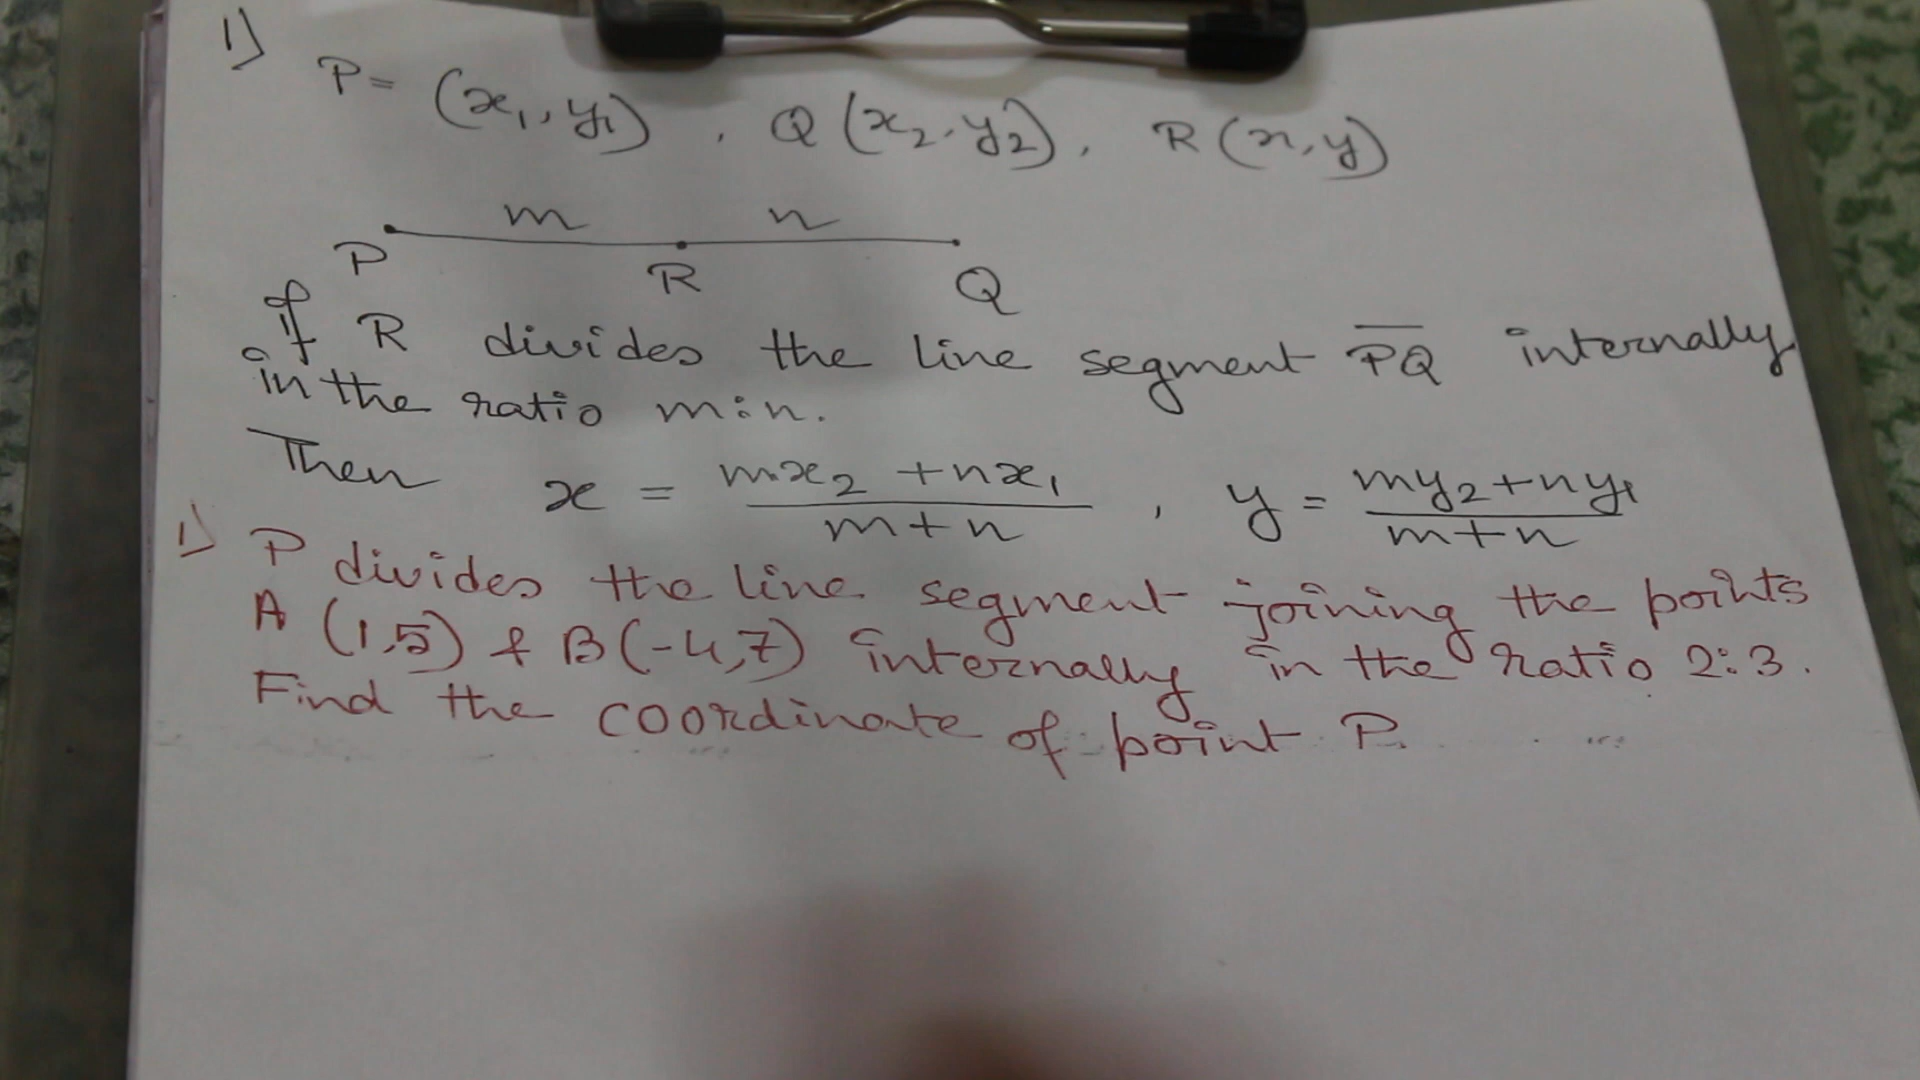 1)
P= (x₁, y₁), Q (x₂, y₂), R (x, y)
m n
P R Q
if R divides the line segment P̅Q̅ internally
in the ratio m:n.
Then x = (mx₂ + nx₁)/(m+n), y = (my₂+ny₁)/(m+n)
1) P divides the line segment joining the points
A (1,5) & B(-4,7) internally in the ratio 2:3.
Find the coordinate of point P.